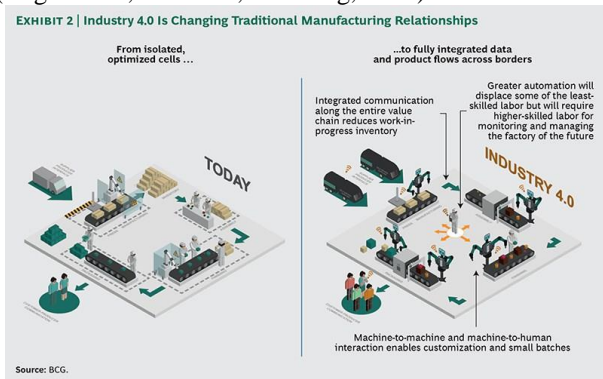 EXHIBIT 2 | Industry 4.0 Is Changing Traditional Manufacturing Relationships
From isolated,
optimized cells ...
...to fully integrated data
and product flows across borders
Integrated communication
along the entire value
chain reduces work-in-
progress inventory
Greater automation will
displace some of the least-
skilled labor but will require
higher-skilled labor for
monitoring and managing
the factory of the future
TODAY
INDUSTRY 4.0
Machine-to-machine and machine-to-human
interaction enables customization and small batches
Source: BCG.